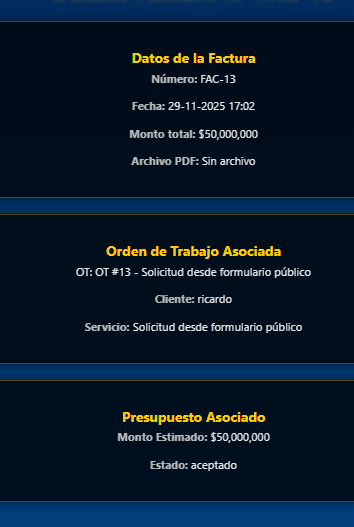 Datos de la Factura
Número: FAC-13
Fecha: 29-11-2025 17:02
Monto total: $50,000,000
Archivo PDF: Sin archivo
Orden de Trabajo Asociada
OT: OT #13 - Solicitud desde formulario público
Cliente: ricardo
Servicio: Solicitud desde formulario público
Presupuesto Asociado
Monto Estimado: $50,000,000
Estado: aceptado